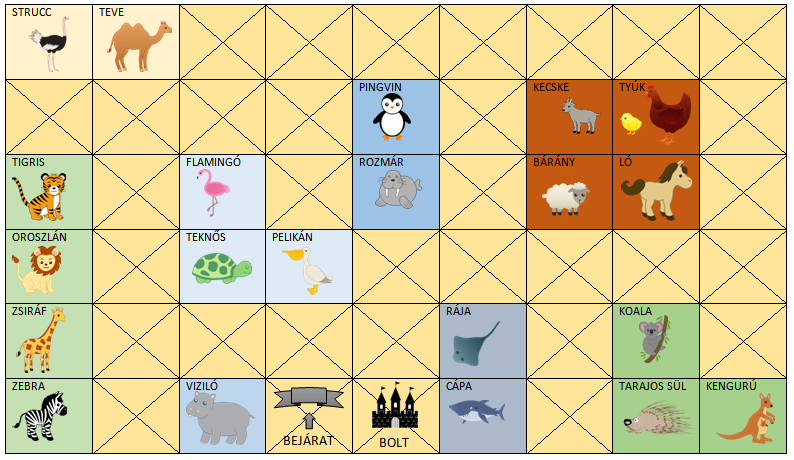 STRUCC
TEVE
PINGVIN
KECSKE
TYÚK
TIGRIS
FLAMINGÓ
ROZMÁR
BÁRÁNY
LÓ
OROSZLÁN
TEKNŐS
PELIKÁN
ZSIRÁF
RÁJA
KOALA
ZEBRA
VIZILÓ
BEJÁRAT
BOLT
CÁPA
TARAJOS SÜL
KENGURÚ